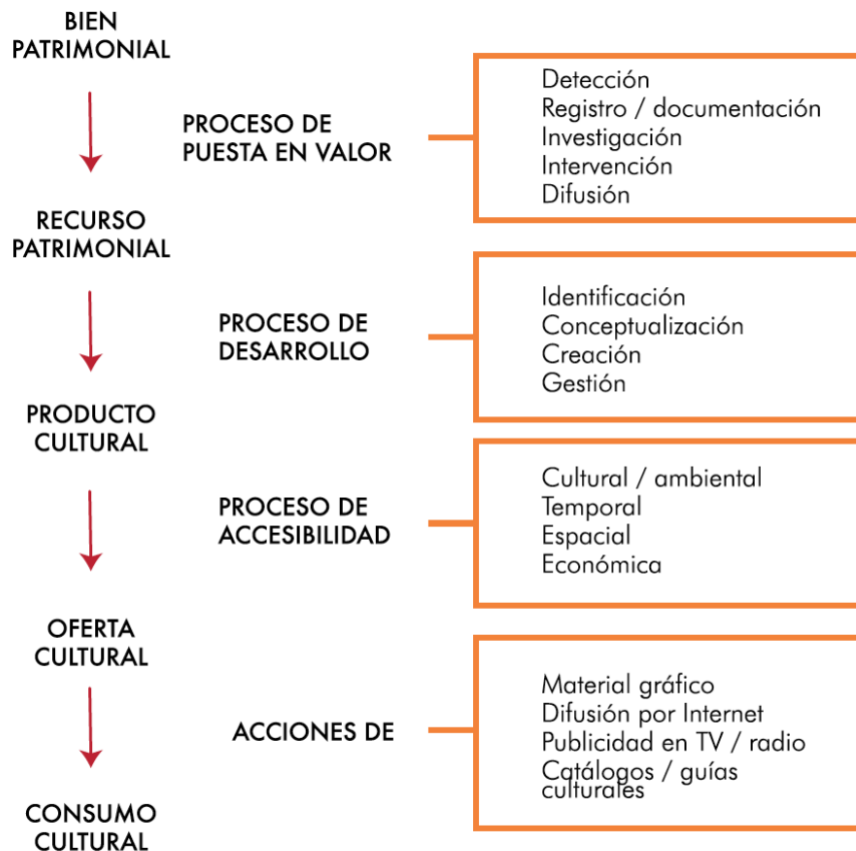 BIEN
PATRIMONIAL
PROCESO DE
PUESTA EN VALOR
Detección
Registro / documentación
Investigación
Intervención
Difusión
RECURSO
PATRIMONIAL
PROCESO DE
DESARROLLO
Identificación
Conceptualización
Creación
Gestión
PRODUCTO
CULTURAL
PROCESO DE
ACCESIBILIDAD
Cultural / ambiental
Temporal
Espacial
Económica
OFERTA
CULTURAL
ACCIONES DE
Material gráfico
Difusión por Internet
Publicidad en TV / radio
Catálogos / guías
culturales
CONSUMO
CULTURAL